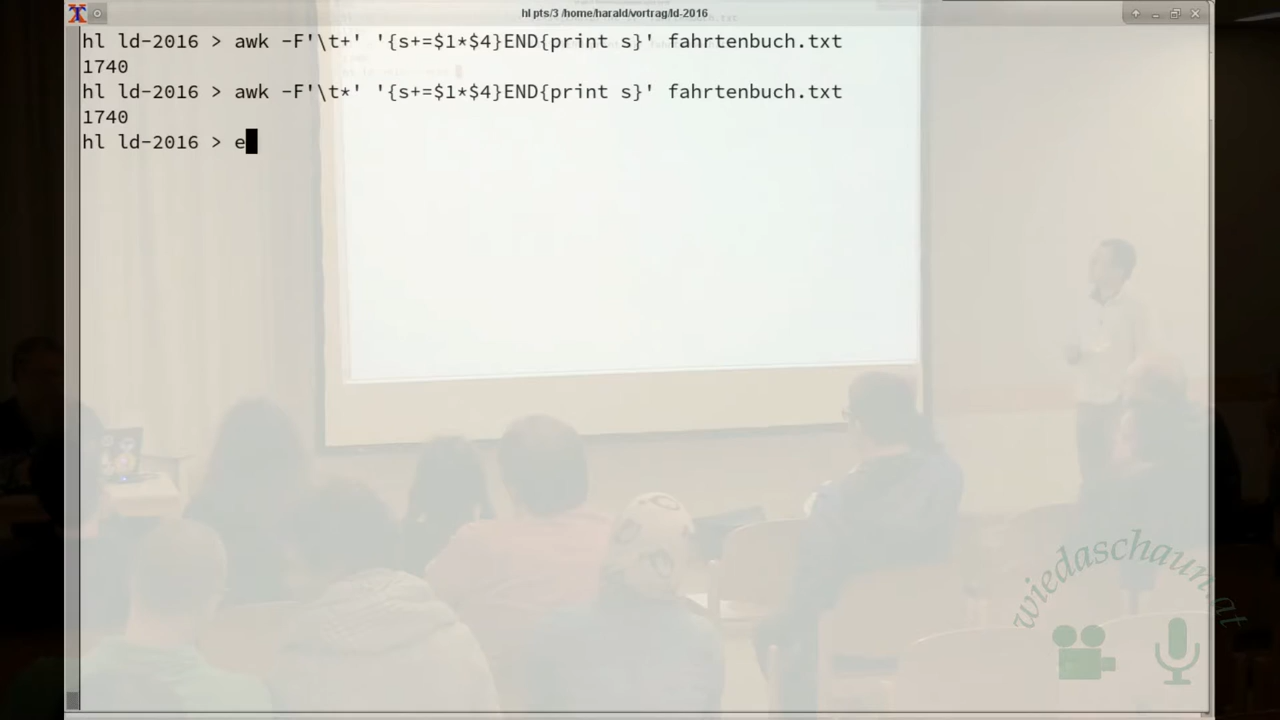 hl pts/3 /home/harald/vortrag/ld-2016
hl ld-2016 > awk -F'\t+' '{s+=$1*$4}END{print s}' fahrtenbuch.txt
1740
hl ld-2016 > awk -F'\t*' '{s+=$1*$4}END{print s}' fahrtenbuch.txt
1740
hl ld-2016 > e
wiedaschaun.at